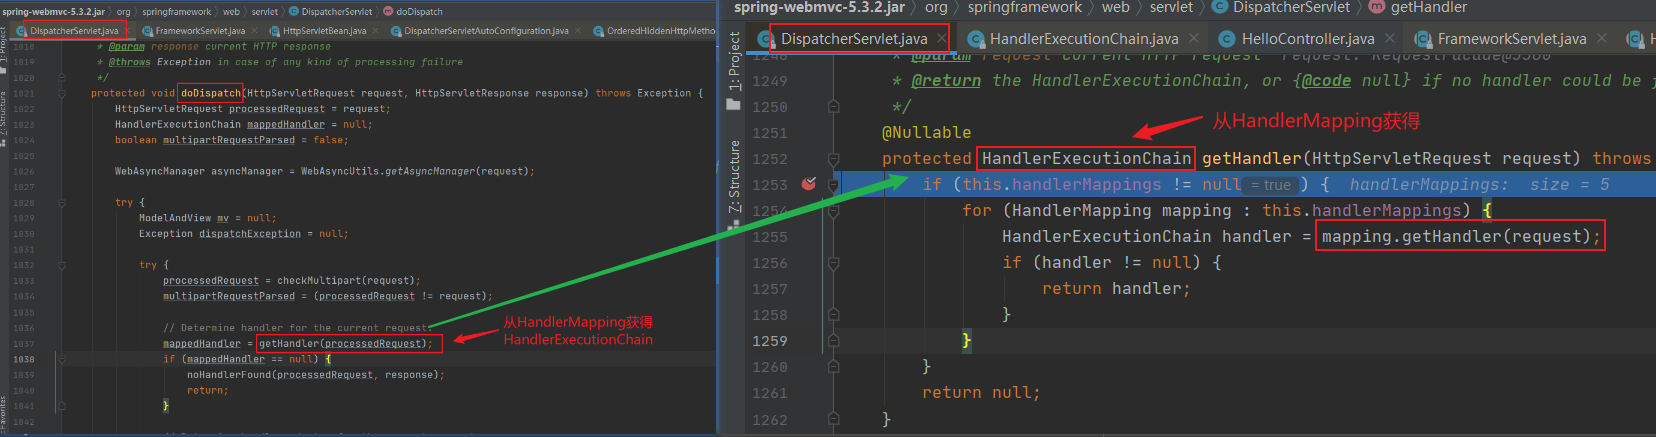 spring-webmvc-5.3.2.jar › org › springframework › web › servlet › DispatcherServlet › doDispatch
DispatcherServlet.java × FrameworkServlet.java × HttpServletBean.java × DispatcherServletAutoConfiguration.java × OrderedHiddenHttpMetho
1: Project
Z: Structure
Favorites
1018 * @param response current HTTP response
1019 * @throws Exception in case of any kind of processing failure
1020 */
1021 protected void doDispatch(HttpServletRequest request, HttpServletResponse response) throws Exception {
1022 HttpServletRequest processedRequest = request;
1023 HandlerExecutionChain mappedHandler = null;
1024 boolean multipartRequestParsed = false;
1025
1026 WebAsyncManager asyncManager = WebAsyncUtils.getAsyncManager(request);
1027
1028 try {
1029 ModelAndView mv = null;
1030 Exception dispatchException = null;
1031
1032 try {
1033 processedRequest = checkMultipart(request);
1034 multipartRequestParsed = (processedRequest != request);
1035
1036 // Determine handler for the current request.
1037 mappedHandler = getHandler(processedRequest);
1038 if (mappedHandler == null) {
1039 noHandlerFound(processedRequest, response);
1040 return;
1041 }
1042
从HandlerMapping获得
HandlerExecutionChain
spring-webmvc-5.3.2.jar › org › springframework › web › servlet › DispatcherServlet › getHandler
DispatcherServlet.java × HandlerExecutionChain.java × HelloController.java × FrameworkServlet.java × H
1: Project
7: Structure
1248 * @param request current HTTP request request: RequestFacade@5560
1249 * @return the HandlerExecutionChain, or {@code null} if no handler could be f
1250 */
1251 @Nullable
从HandlerMapping获得
1252 protected HandlerExecutionChain getHandler(HttpServletRequest request) throws
1253 if (this.handlerMappings != null = true ) { handlerMappings: size = 5
1254 for (HandlerMapping mapping : this.handlerMappings) {
1255 HandlerExecutionChain handler = mapping.getHandler(request);
1256 if (handler != null) {
1257 return handler;
1258 }
1259 }
1260 }
1261 return null;
1262 }